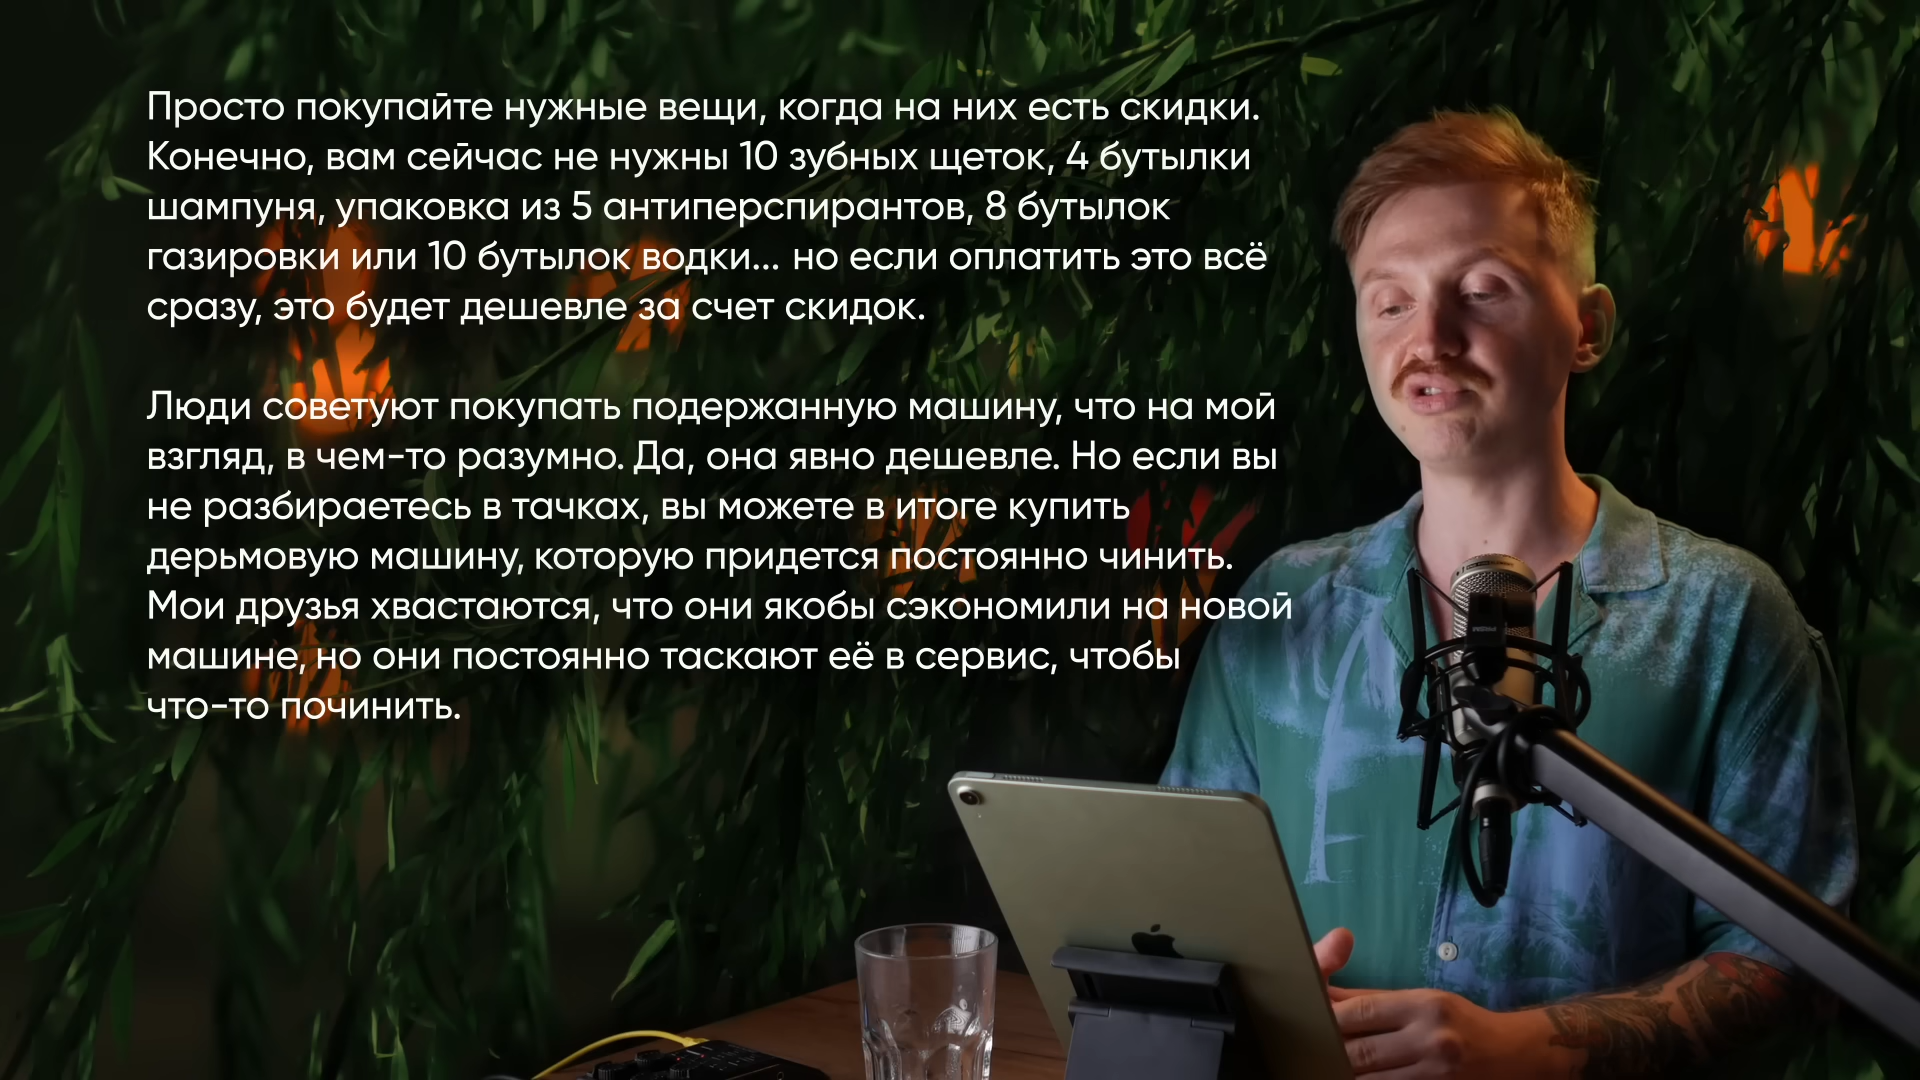 Просто покупайте нужные вещи, когда на них есть скидки.
Конечно, вам сейчас не нужны 10 зубных щеток, 4 бутылки
шампуня, упаковка из 5 антиперспирантов, 8 бутылок
газировки или 10 бутылок водки... но если оплатить это всё
сразу, это будет дешевле за счет скидок.
Люди советуют покупать подержанную машину, что на мой
взгляд, в чем-то разумно. Да, она явно дешевле. Но если вы
не разбираетесь в тачках, вы можете в итоге купить
дерьмовую машину, которую придется постоянно чинить.
Мои друзья хвастаются, что они якобы сэкономили на новой
машине, но они постоянно таскают её в сервис, чтобы
что-то починить.